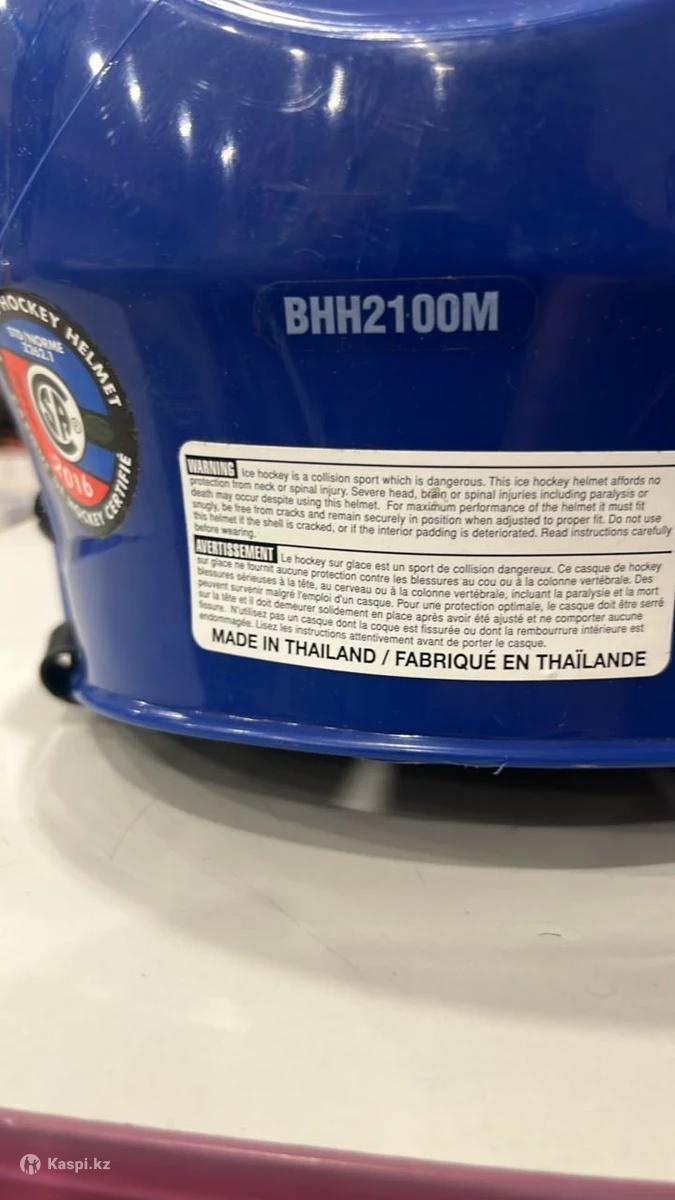 HOCKEY HELMET
STD/NORME
Z262.1
CSA®
2016
HOCKEY CERTIFIÉ
BHH2100M
WARNING Ice hockey is a collision sport which is dangerous. This ice hockey helmet affords no
protection from neck or spinal injury. Severe head, brain or spinal injuries including paralysis or
death may occur despite using this helmet. For maximum performance of the helmet it must fit
snugly, be free from cracks and remain securely in position when adjusted to proper fit. Do not use
this helmet if the shell is cracked, or if the interior padding is deteriorated. Read instructions carefully
before wearing.
AVERTISSEMENT Le hockey sur glace est un sport de collision dangereux. Ce casque de hockey
sur glace ne fournit aucune protection contre les blessures au cou ou à la colonne vertébrale. Des
blessures sérieuses à la tête, au cerveau ou à la colonne vertébrale, incluant la paralysie et la mort
peuvent survenir malgré l'emploi d'un casque. Pour une protection optimale, le casque doit être serré
sur la tête et il doit demeurer solidement en place après avoir été ajusté et ne comporter aucune
fissure. N'utilisez pas un casque dont la coque est fissurée ou dont la rembourrure intérieure est
endommagée. Lisez les instructions attentivement avant de porter le casque.
MADE IN THAILAND / FABRIQUÉ EN THAÏLANDE
Kaspi.kz